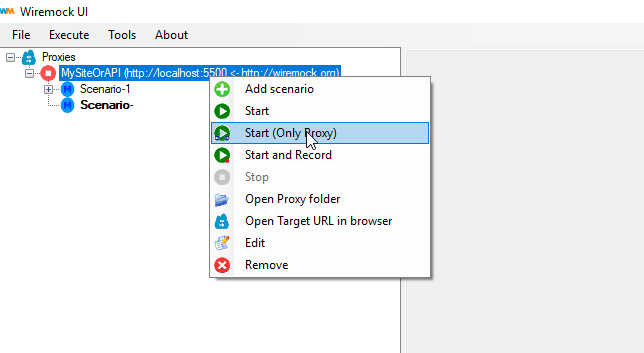 WM Wiremock UI
File Execute Tools About
Proxies
MySiteOrAPI (http://localhost:5500 <- http://wiremock.org)
Scenario-1
M Scenario-
Add scenario
Start
Start (Only Proxy)
Start and Record
Stop
Open Proxy folder
Open Target URL in browser
Edit
Remove